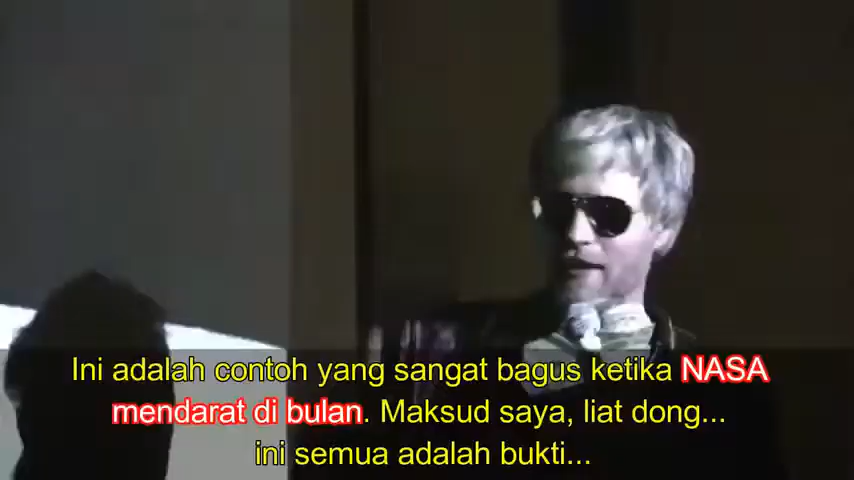 Ini adalah contoh yang sangat bagus ketika NASA
mendarat di bulan. Maksud saya, liat dong...
ini semua adalah bukti...